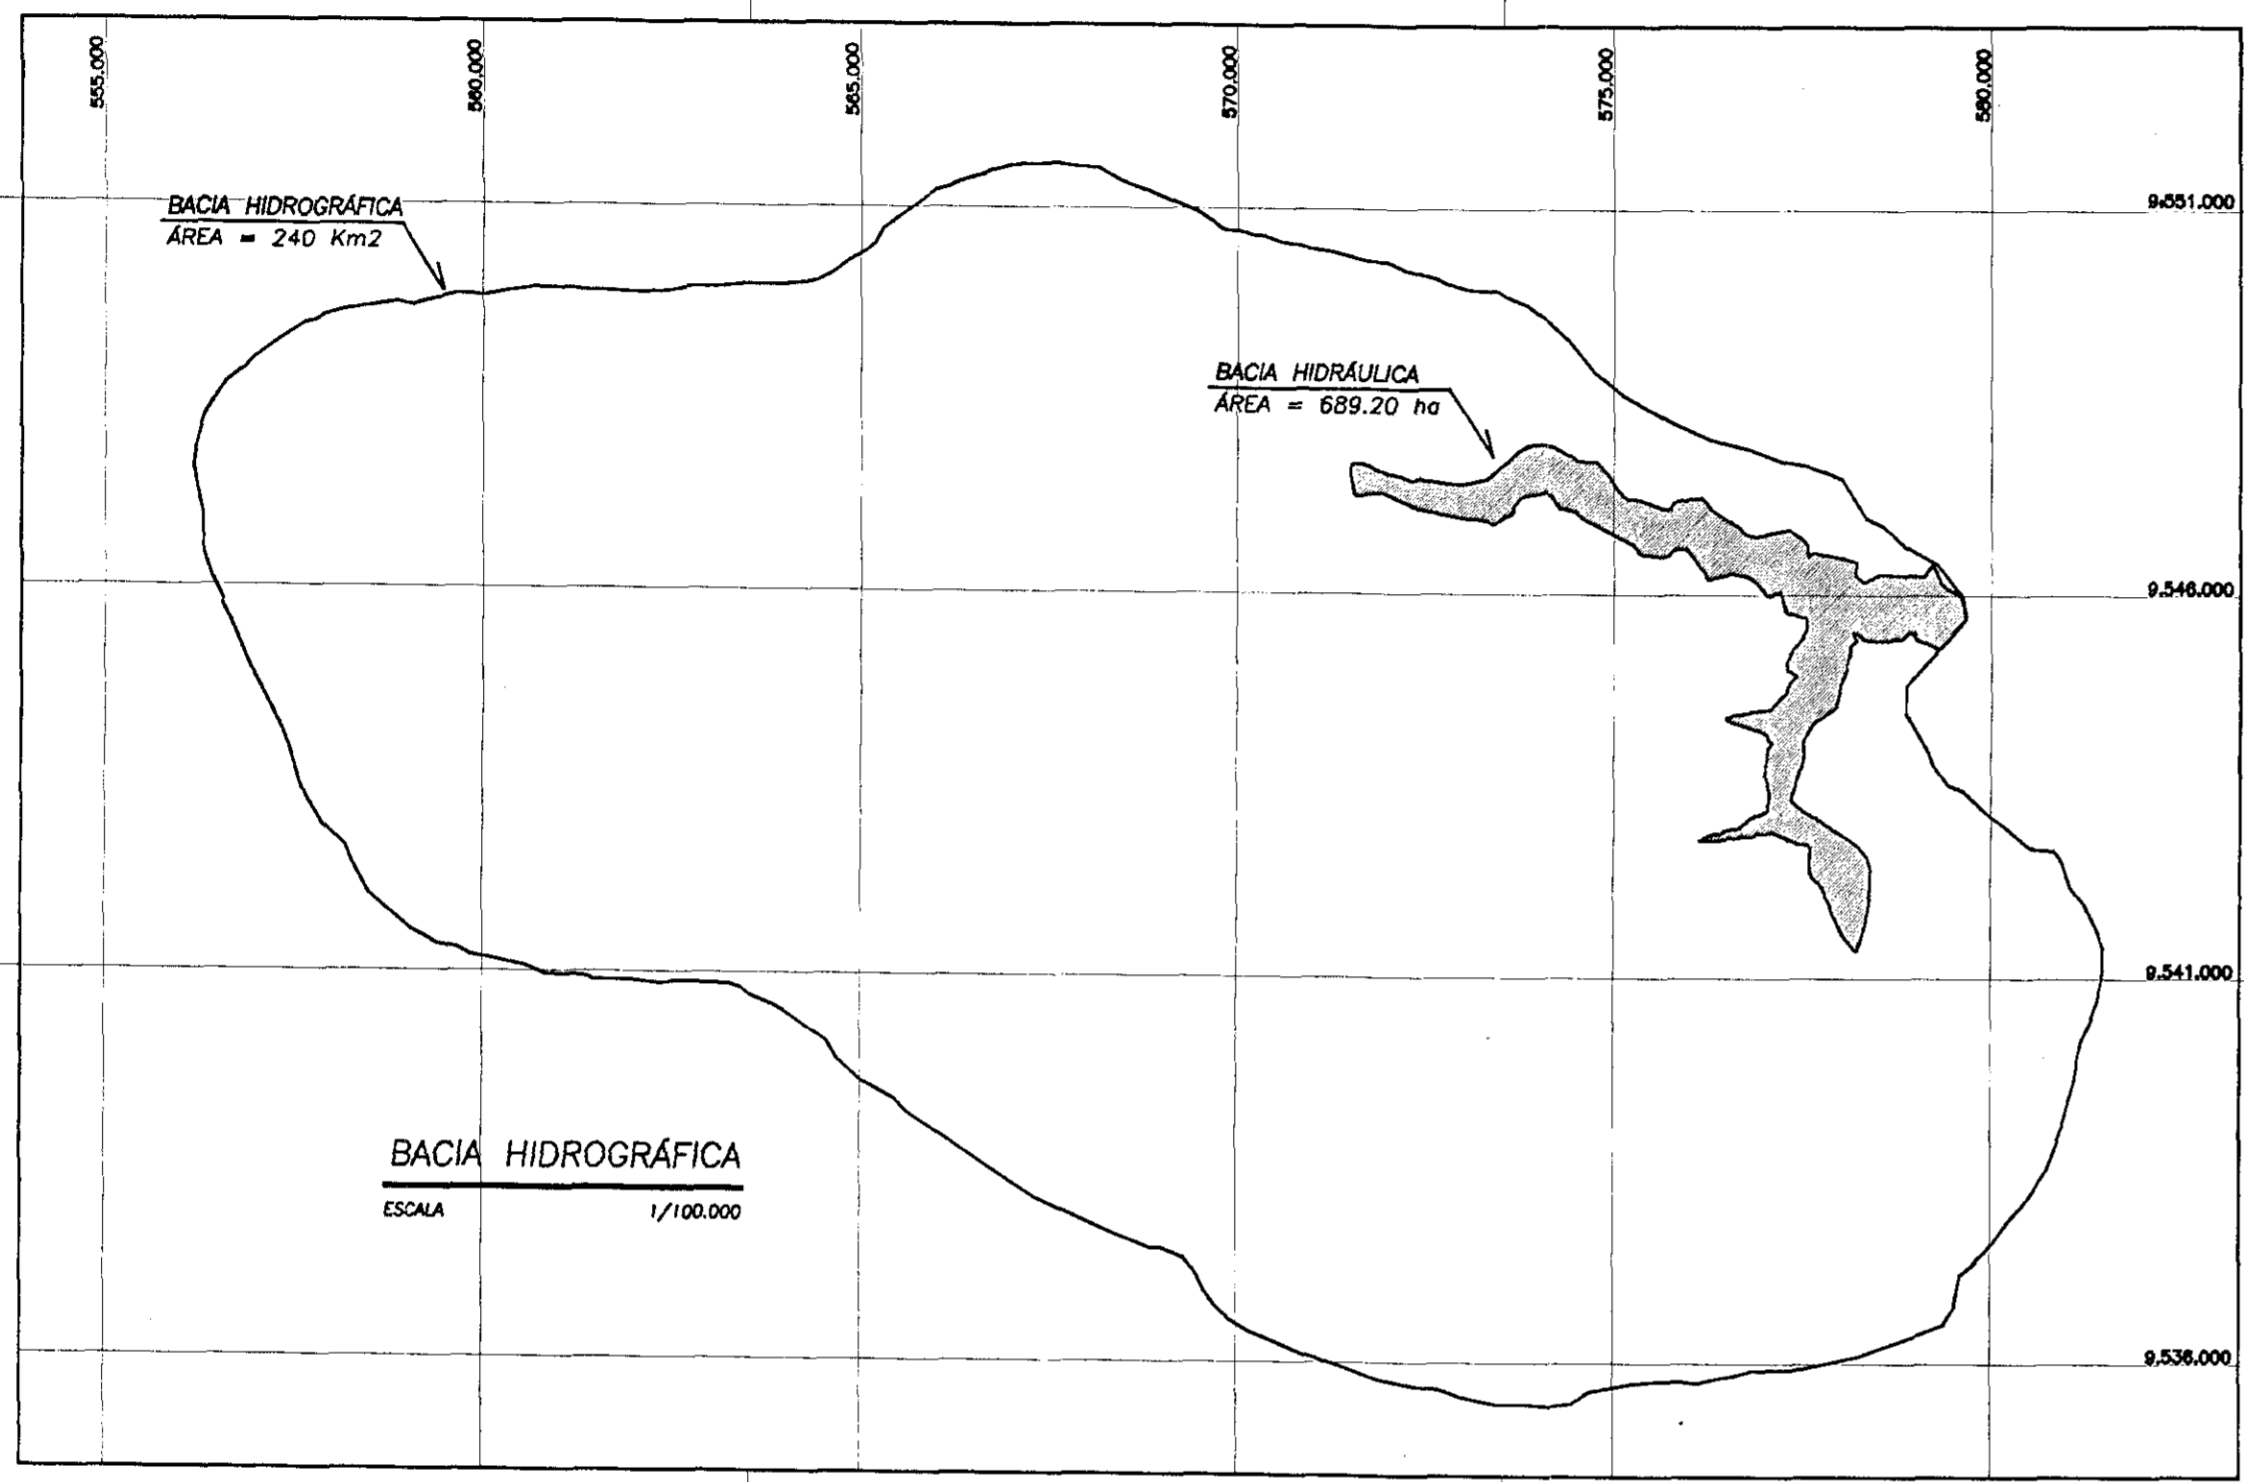 555.000
560.000
565.000
570.000
575.000
580.000
9.551.000
BACIA HIDROGRÁFICA
ÁREA = 240 Km2
BACIA HIDRÁULICA
ÁREA = 689.20 ha
9.546.000
9.541.000
BACIA HIDROGRÁFICA
ESCALA 1/100.000
9.536.000